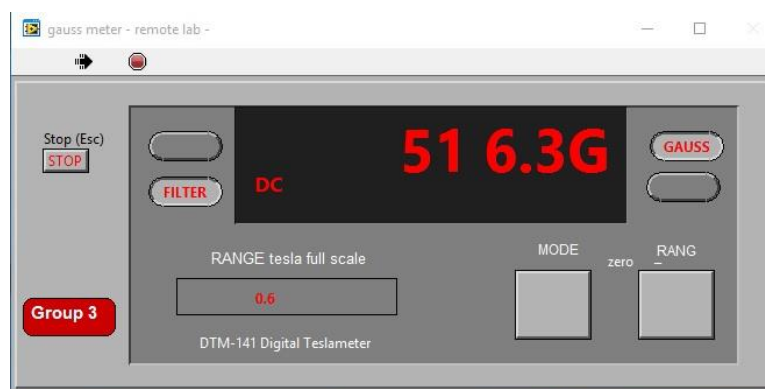 gauss meter - remote lab -
Stop (Esc)
STOP
FILTER
DC
51 6.3G
GAUSS
RANGE tesla full scale
0.6
MODE
zero
RANG
Group 3
DTM-141 Digital Teslameter